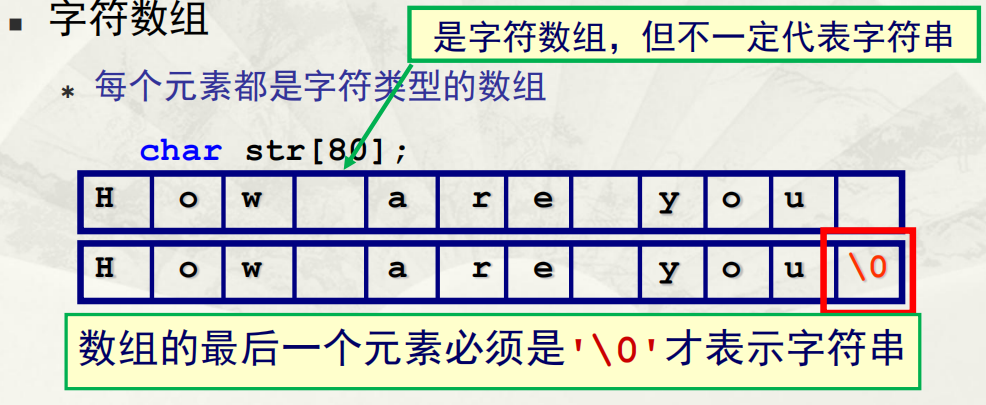 ■ 字符数组
是字符数组，但不一定代表字符串
* 每个元素都是字符类型的数组
char str[80];
H o w a r e y o u
H o w a r e y o u \0
数组的最后一个元素必须是'\0'才表示字符串